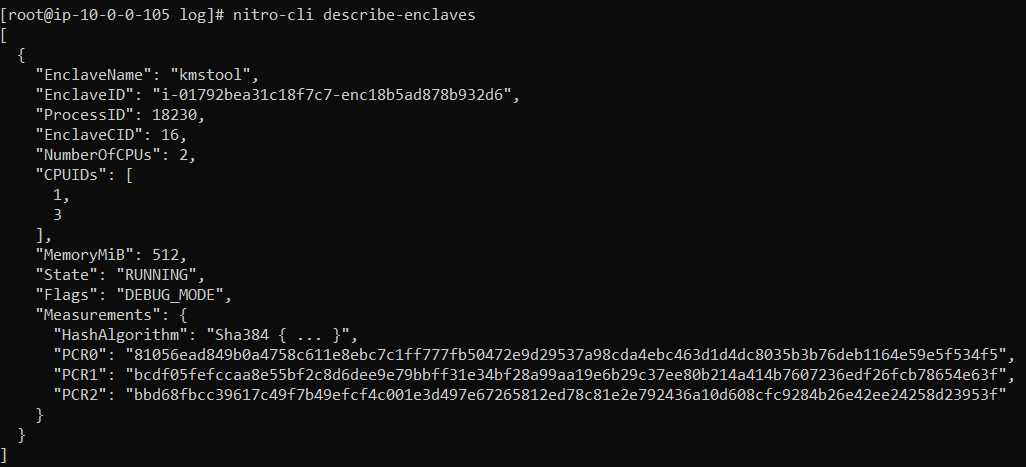 [root@ip-10-0-0-105 log]# nitro-cli describe-enclaves
[
  {
    "EnclaveName": "kmstool",
    "EnclaveID": "i-01792bea31c18f7c7-enc18b5ad878b932d6",
    "ProcessID": 18230,
    "EnclaveCID": 16,
    "NumberOfCPUs": 2,
    "CPUIDs": [
      1,
      3
    ],
    "MemoryMiB": 512,
    "State": "RUNNING",
    "Flags": "DEBUG_MODE",
    "Measurements": {
      "HashAlgorithm": "Sha384 { ... }",
      "PCR0": "81056ead849b0a4758c611e8ebc7c1ff777fb50472e9d29537a98cda4ebc463d1d4dc8035b3b76deb1164e59e5f534f5",
      "PCR1": "bcdf05fefccaa8e55bf2c8d6dee9e79bbff31e34bf28a99aa19e6b29c37ee80b214a414b7607236edf26fcb78654e63f",
      "PCR2": "bbd68fbcc39617c49f7b49efcf4c001e3d497e67265812ed78c81e2e792436a10d608cfc9284b26e42ee24258d23953f"
    }
  }
]